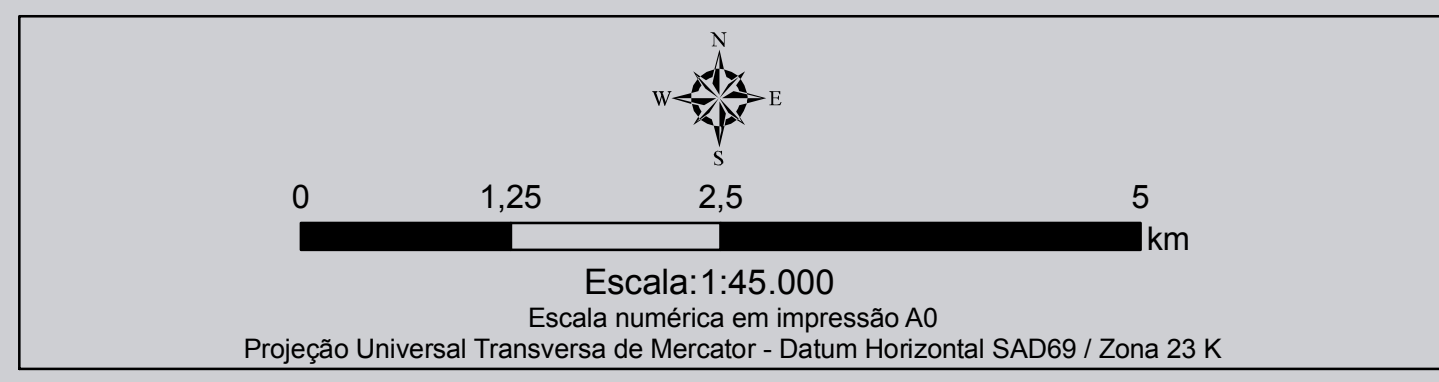 N
W E
S
0 1,25 2,5 5
km
Escala:1:45.000
Escala numérica em impressão A0
Projeção Universal Transversa de Mercator - Datum Horizontal SAD69 / Zona 23 K